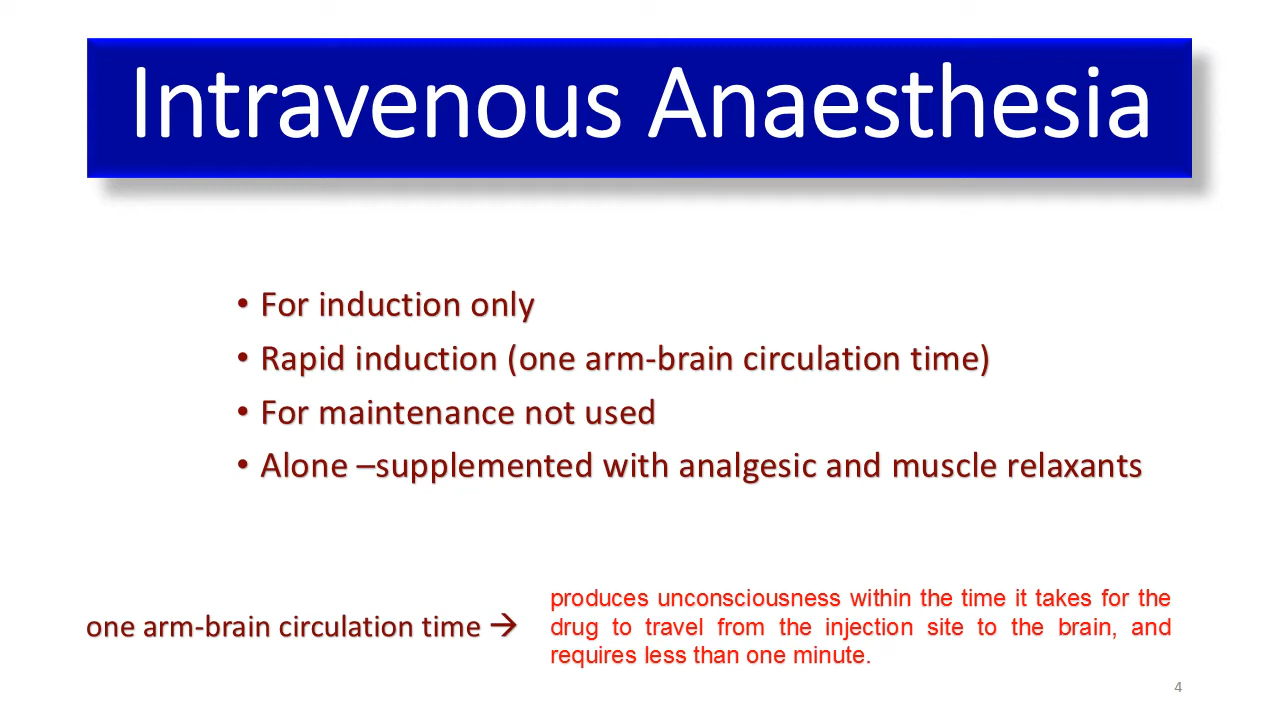 Intravenous Anaesthesia
• For induction only
• Rapid induction (one arm-brain circulation time)
• For maintenance not used
• Alone –supplemented with analgesic and muscle relaxants
one arm-brain circulation time →
produces unconsciousness within the time it takes for the
drug to travel from the injection site to the brain, and
requires less than one minute.
4